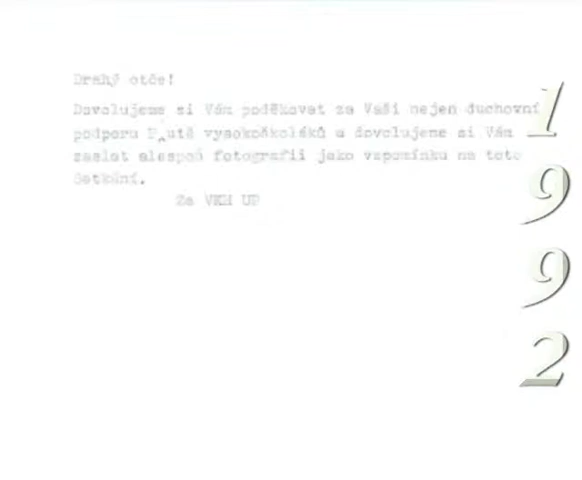 Drahý otče!
Dovolujeme si Vám poděkovat za Vaši nejen duchovní
podporu P utě vysokoškoláků a dovolujeme si Vám
zaslat alespoň fotografii jako vzpomínku na toto
Setkání.
Za VKH UP
1
9
9
2